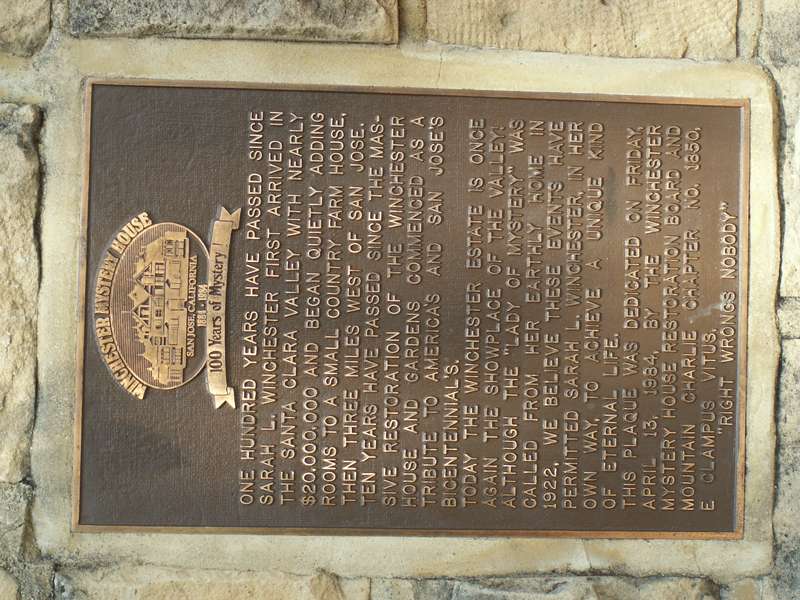 WINCHESTER MYSTERY HOUSE
SAN JOSE, CALIFORNIA
1884 - 1984
100 Years of Mystery!
ONE HUNDRED YEARS HAVE PASSED SINCE
SARAH L. WINCHESTER FIRST ARRIVED IN
THE SANTA CLARA VALLEY WITH NEARLY
$20,000,000 AND BEGAN QUIETLY ADDING
ROOMS TO A SMALL COUNTRY FARM HOUSE,
THEN THREE MILES WEST OF SAN JOSE.
TEN YEARS HAVE PASSED SINCE THE MAS-
SIVE RESTORATION OF THE WINCHESTER
HOUSE AND GARDENS COMMENCED AS A
TRIBUTE TO AMERICA'S AND SAN JOSE'S
BICENTENNIAL'S.
TODAY THE WINCHESTER ESTATE IS ONCE
AGAIN THE SHOWPLACE OF THE VALLEY!
ALTHOUGH THE "LADY OF MYSTERY" WAS
CALLED FROM HER EARTHLY HOME IN
1922, WE BELIEVE THESE EVENTS HAVE
PERMITTED SARAH L. WINCHESTER, IN HER
OWN WAY, TO ACHIEVE A UNIQUE KIND
OF ETERNAL LIFE.
THIS PLAQUE WAS DEDICATED ON FRIDAY,
APRIL 13, 1984, BY THE WINCHESTER
MYSTERY HOUSE RESTORATION BOARD AND
MOUNTAIN CHARLIE CHAPTER NO. 1850,
E CLAMPUS VITUS.
"RIGHT WRONGS NOBODY"